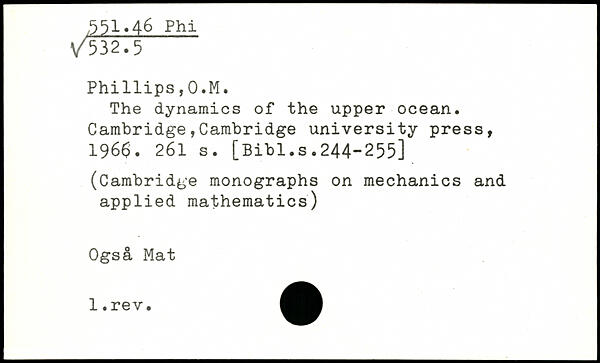 551.46 Phi
√532.5
Phillips,O.M.
The dynamics of the upper ocean.
Cambridge,Cambridge university press,
1966. 261 s. [Bibl.s.244-255]
(Cambridge monographs on mechanics and
applied mathematics)
Også Mat
1.rev.